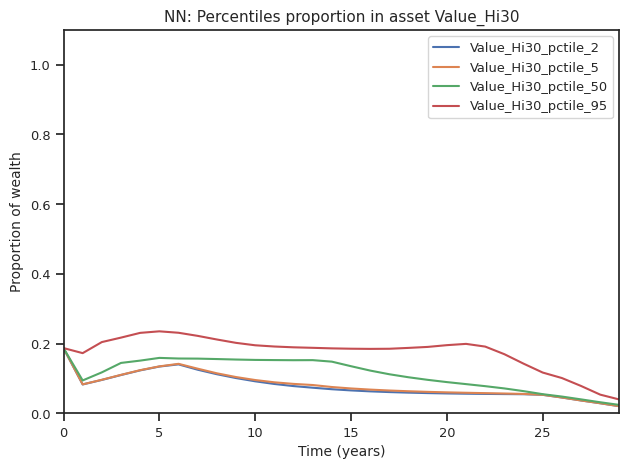 NN: Percentiles proportion in asset Value_Hi30
Value_Hi30_pctile_2
Value_Hi30_pctile_5
Value_Hi30_pctile_50
Value_Hi30_pctile_95
Proportion of wealth
1.0
0.8
0.6
0.4
0.2
0.0
0 5 10 15 20 25
Time (years)